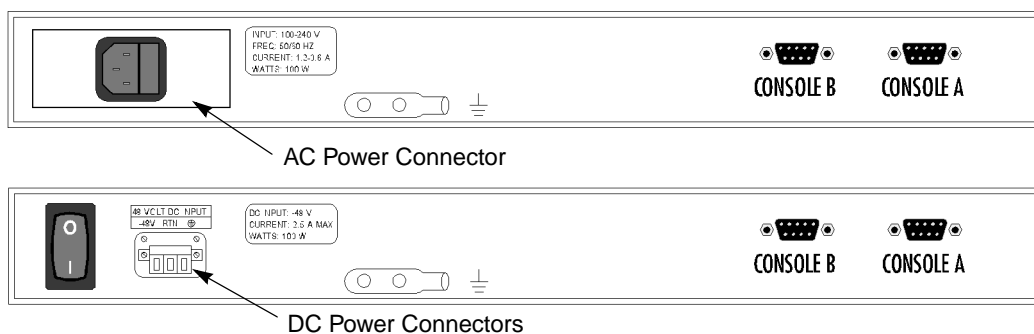 INPUT: 100-240 V
FREQ: 50/60 HZ
CURRENT: 1.2-0.6 A
WATTS: 100 W
CONSOLE B
CONSOLE A
AC Power Connector
O
I
48 VOLT DC INPUT
-48V RTN
DC INPUT: -48 V
CURRENT: 2.5 A MAX
WATTS: 100 W
CONSOLE B
CONSOLE A
DC Power Connectors